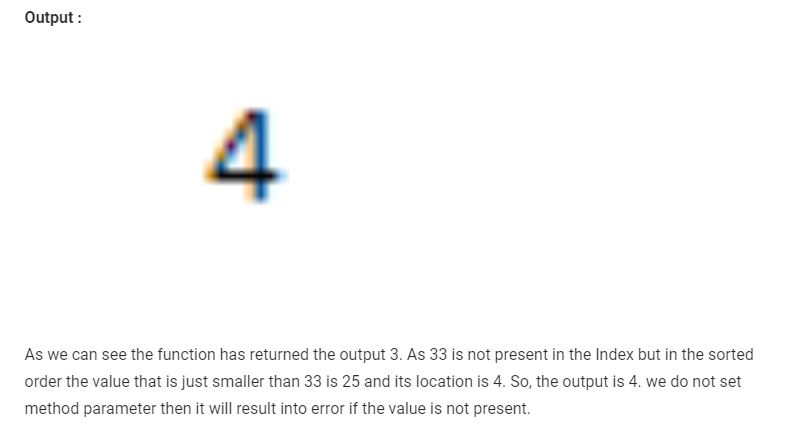 Output :
4
As we can see the function has returned the output 3. As 33 is not present in the Index but in the sorted
order the value that is just smaller than 33 is 25 and its location is 4. So, the output is 4. we do not set
method parameter then it will result into error if the value is not present.